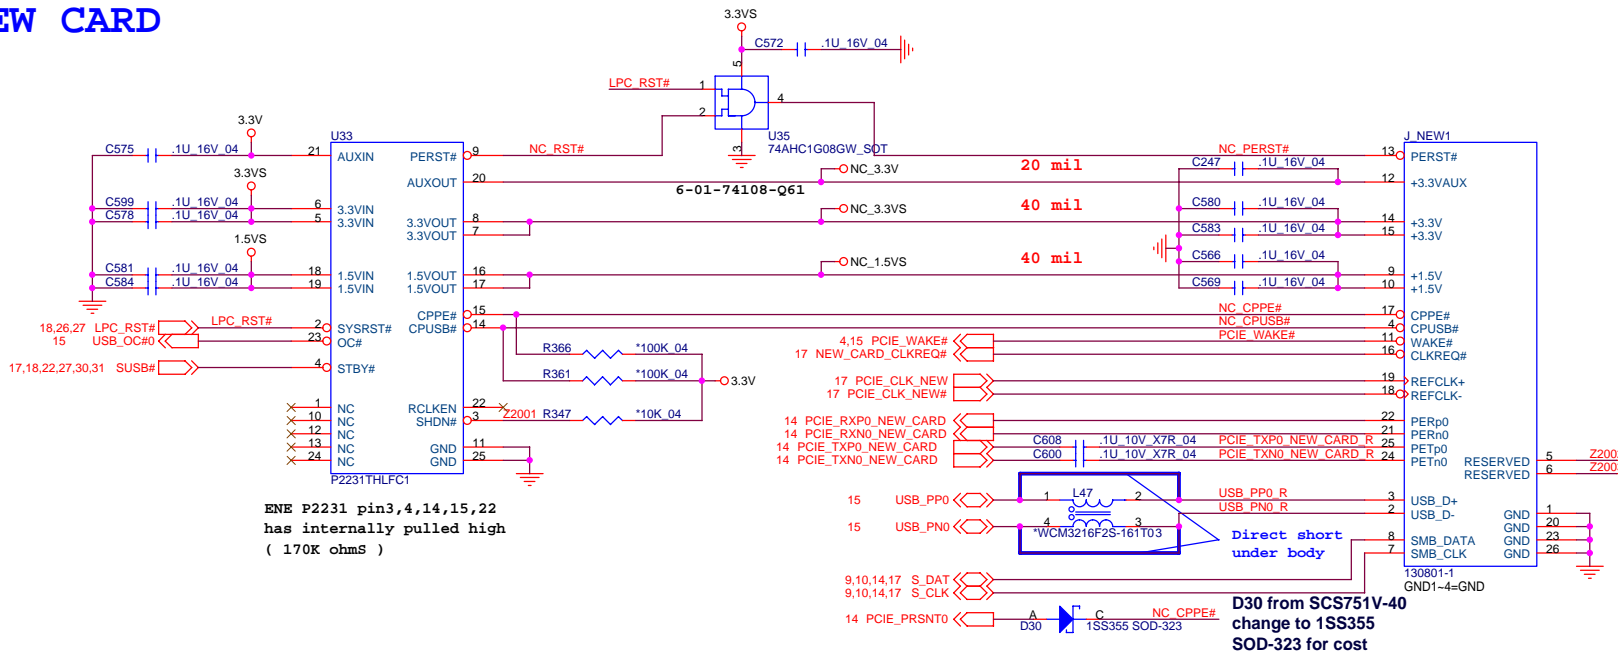 EW CARD
3.3VS
C572 .1U_16V_04
5
LPC_RST# 1
2
4
3
U35
74AHC1G08GW_SOT
6-01-74108-Q61
3.3V
C575 .1U_16V_04
3.3VS
C599 .1U_16V_04
C578 .1U_16V_04
1.5VS
C581 .1U_16V_04
C584 .1U_16V_04
18,26,27 LPC_RST# LPC_RST#
15 USB_OC#0
17,18,22,27,30,31 SUSB#
U33
21 AUXIN PERST# 9 NC_RST#
AUXOUT 20
6 3.3VIN
5 3.3VIN 3.3VOUT 8
3.3VOUT 7
18 1.5VIN 1.5VOUT 16
19 1.5VIN 1.5VOUT 17
CPPE# 15
2 SYSRST# CPUSB# 14
23 OC#
4 STBY#
1 NC RCLKEN 22
10 NC SHDN# 3 Z2001
12 NC
13 NC GND 11
24 NC GND 25
P2231THLFC1
R366 *100K_04
R361 *100K_04
3.3V
R347 *10K_04
ENE P2231 pin3,4,14,15,22
has internally pulled high
( 170K ohmS )
NC_3.3V
NC_3.3VS
NC_1.5VS
20 mil
40 mil
40 mil
NC_PERST#
C247 .1U_16V_04
C580 .1U_16V_04
C583 .1U_16V_04
C566 .1U_16V_04
C569 .1U_16V_04
NC_CPPE#
NC_CPUSB#
4,15 PCIE_WAKE# PCIE_WAKE#
17 NEW_CARD_CLKREQ#
17 PCIE_CLK_NEW
17 PCIE_CLK_NEW#
14 PCIE_RXP0_NEW_CARD
14 PCIE_RXN0_NEW_CARD
14 PCIE_TXP0_NEW_CARD C608 .1U_10V_X7R_04 PCIE_TXP0_NEW_CARD_R
14 PCIE_TXN0_NEW_CARD C600 .1U_10V_X7R_04 PCIE_TXN0_NEW_CARD_R
15 USB_PP0 1 L47 2 USB_PP0_R
USB_PN0_R
15 USB_PN0 4 3
*WCM3216F2S-161T03
Direct short
under body
9,10,14,17 S_DAT
9,10,14,17 S_CLK
14 PCIE_PRSNT0 A C NC_CPPE#
D30 1SS355 SOD-323
D30 from SCS751V-40
change to 1SS355
SOD-323 for cost
J_NEW1
13 PERST#
12 +3.3VAUX
14 +3.3V
15 +3.3V
9 +1.5V
10 +1.5V
17 CPPE#
4 CPUSB#
11 WAKE#
16 CLKREQ#
19 REFCLK+
18 REFCLK-
22 PERp0
21 PERn0
25 PETp0
24 PETn0 RESERVED 5
RESERVED 6
3 USB_D+
2 USB_D- GND 1
GND 20
8 SMB_DATA GND 23
7 SMB_CLK GND 26
130801-1
GND1~4=GND